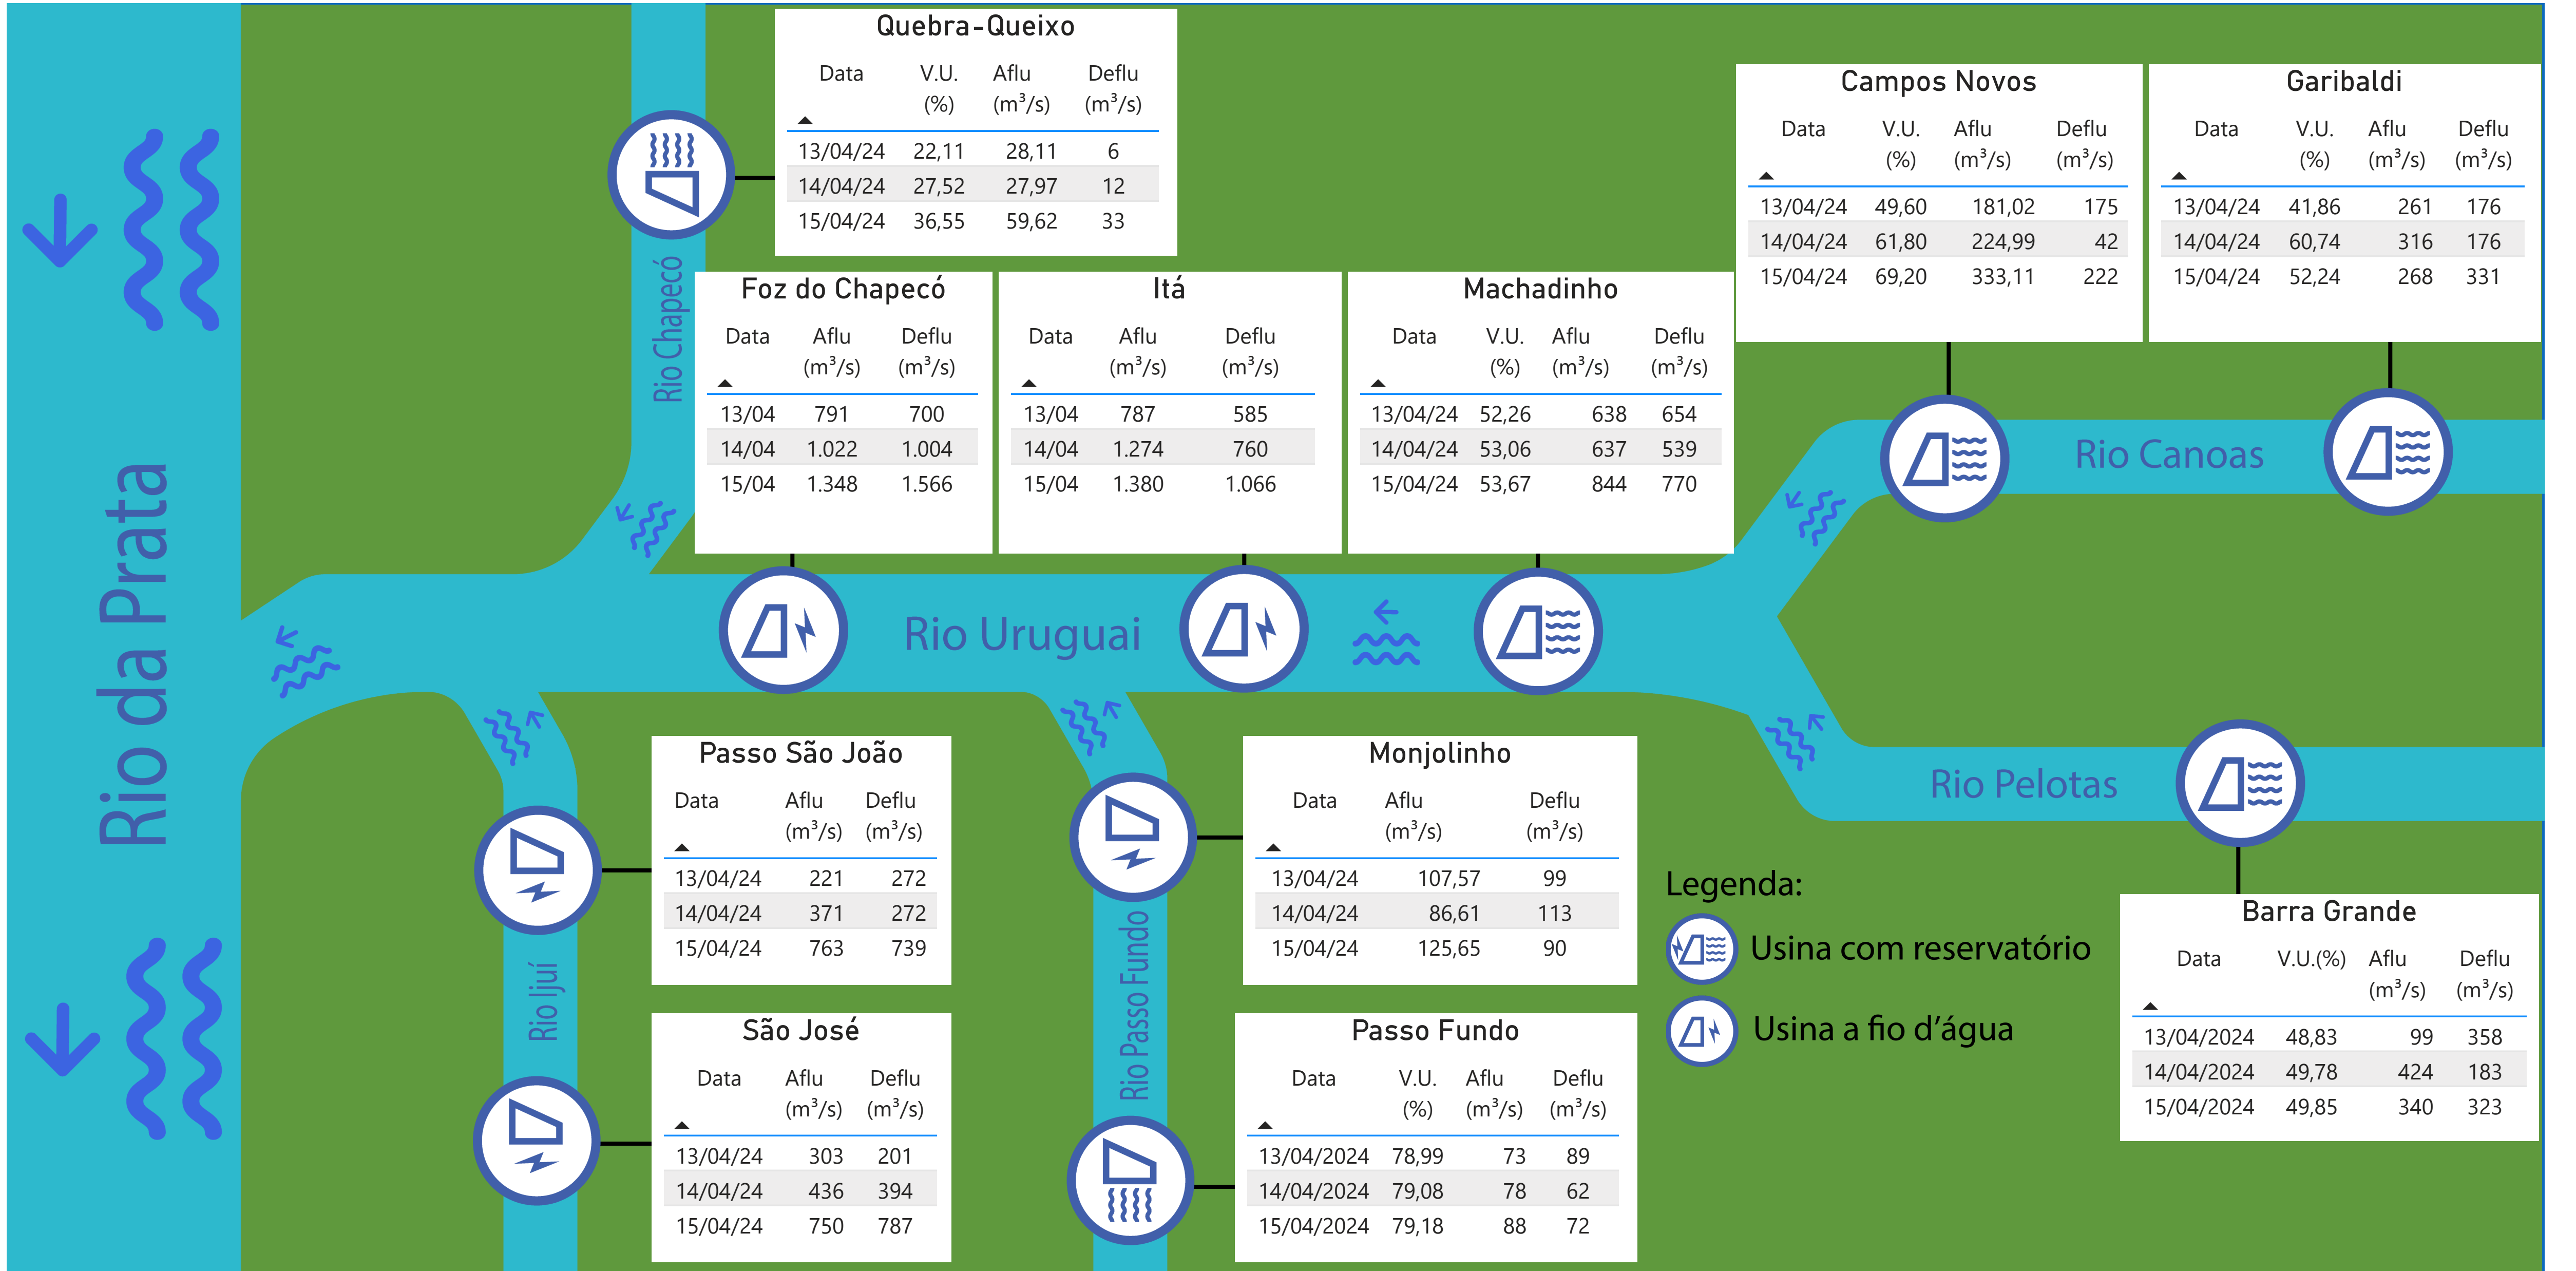 Quebra-Queixo
Data V.U. (%) Aflu (m³/s) Deflu (m³/s)
13/04/24 22,11 28,11 6
14/04/24 27,52 27,97 12
15/04/24 36,55 59,62 33
Campos Novos
Data V.U. (%) Aflu (m³/s) Deflu (m³/s)
13/04/24 49,60 181,02 175
14/04/24 61,80 224,99 42
15/04/24 69,20 333,11 222
Garibaldi
Data V.U. (%) Aflu (m³/s) Deflu (m³/s)
13/04/24 41,86 261 176
14/04/24 60,74 316 176
15/04/24 52,24 268 331
Rio Chapecó
Foz do Chapecó
Data Aflu (m³/s) Deflu (m³/s)
13/04 791 700
14/04 1.022 1.004
15/04 1.348 1.566
Itá
Data Aflu (m³/s) Deflu (m³/s)
13/04 787 585
14/04 1.274 760
15/04 1.380 1.066
Machadinho
Data V.U. (%) Aflu (m³/s) Deflu (m³/s)
13/04/24 52,26 638 654
14/04/24 53,06 637 539
15/04/24 53,67 844 770
Rio Canoas
Rio da Prata
Rio Uruguai
Rio Pelotas
Passo São João
Data Aflu (m³/s) Deflu (m³/s)
13/04/24 221 272
14/04/24 371 272
15/04/24 763 739
Monjolinho
Data Aflu (m³/s) Deflu (m³/s)
13/04/24 107,57 99
14/04/24 86,61 113
15/04/24 125,65 90
Rio Ijuí
Rio Passo Fundo
São José
Data Aflu (m³/s) Deflu (m³/s)
13/04/24 303 201
14/04/24 436 394
15/04/24 750 787
Passo Fundo
Data V.U. (%) Aflu (m³/s) Deflu (m³/s)
13/04/2024 78,99 73 89
14/04/2024 79,08 78 62
15/04/2024 79,18 88 72
Legenda:
Usina com reservatório
Usina a fio d'água
Barra Grande
Data V.U.(%) Aflu (m³/s) Deflu (m³/s)
13/04/2024 48,83 99 358
14/04/2024 49,78 424 183
15/04/2024 49,85 340 323